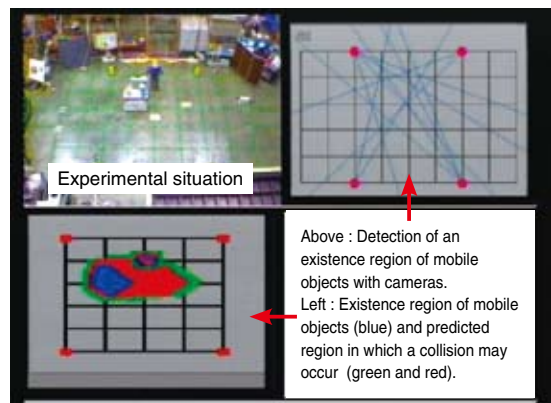 Experimental situation
Above : Detection of an
existence region of mobile
objects with cameras.
Left : Existence region of mobile
objects (blue) and predicted
region in which a collision may
occur (green and red).